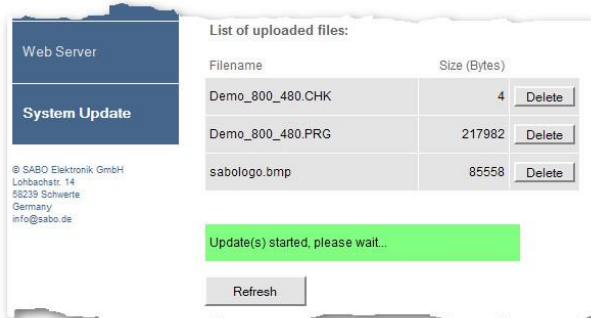 Web Server
System Update
© SABO Elektronik GmbH
Lohbachstr. 14
58239 Schwerte
Germany
info@sabo.de
List of uploaded files:
Filename Size (Bytes)
Demo_800_480.CHK 4 Delete
Demo_800_480.PRG 217982 Delete
sabologo.bmp 85558 Delete
Update(s) started, please wait...
Refresh